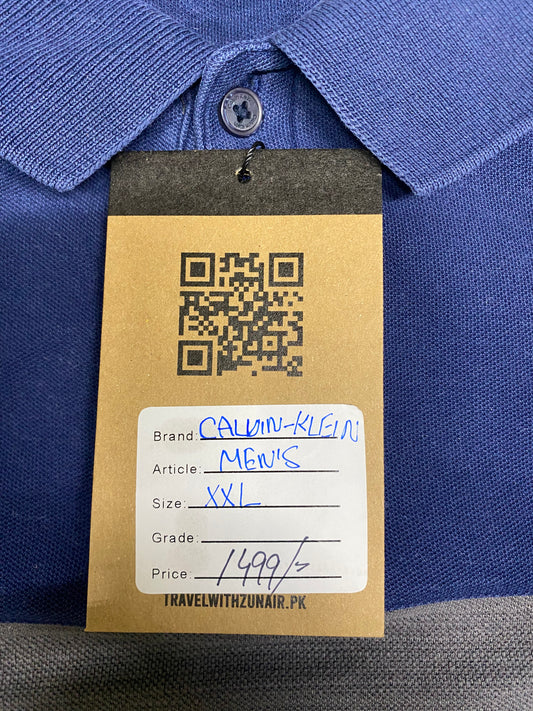 Brand: CALVIN-KLEIN
Article: MEN'S
Size: XXL
Grade:
Price: 1499/-
TRAVELWITHZUNAIR.PK